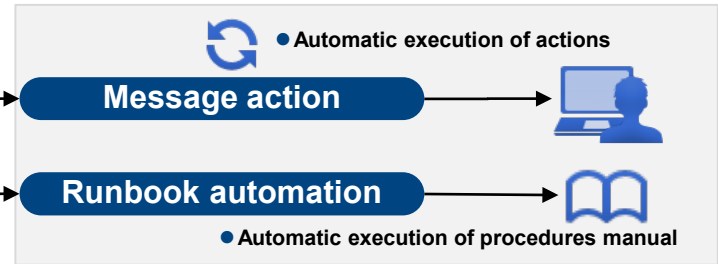 ● Automatic execution of actions
Message action
Runbook automation
● Automatic execution of procedures manual